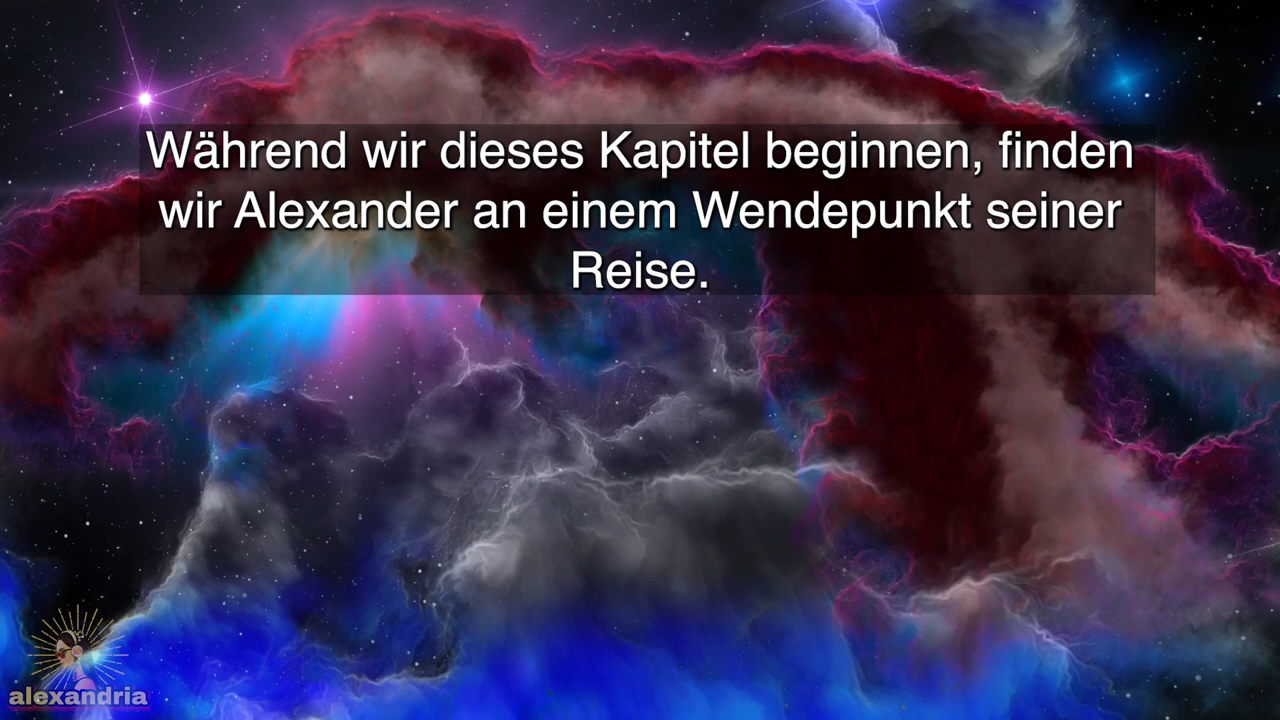 Während wir dieses Kapitel beginnen, finden
wir Alexander an einem Wendepunkt seiner
Reise.
alexandria